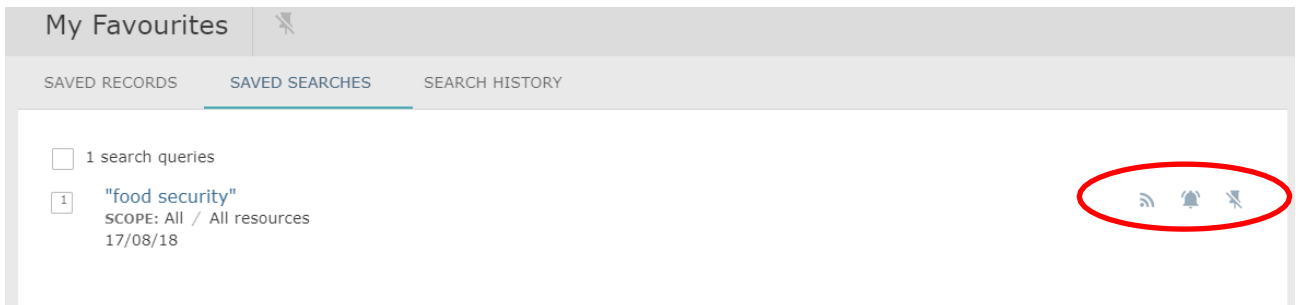 My Favourites
SAVED RECORDS SAVED SEARCHES SEARCH HISTORY
1 search queries
1 "food security"
SCOPE: All / All resources
17/08/18